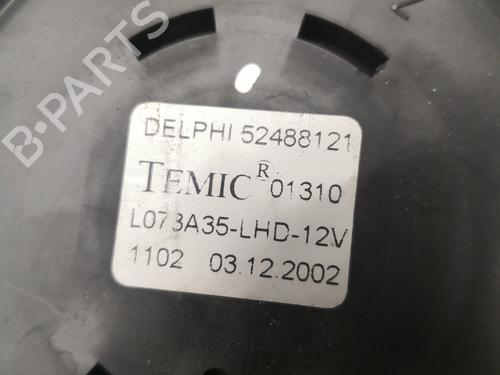 B-PARTS
DELPHI 52488121
TEMIC® 01310
L073A35-LHD-12V
1102 03.12.2002